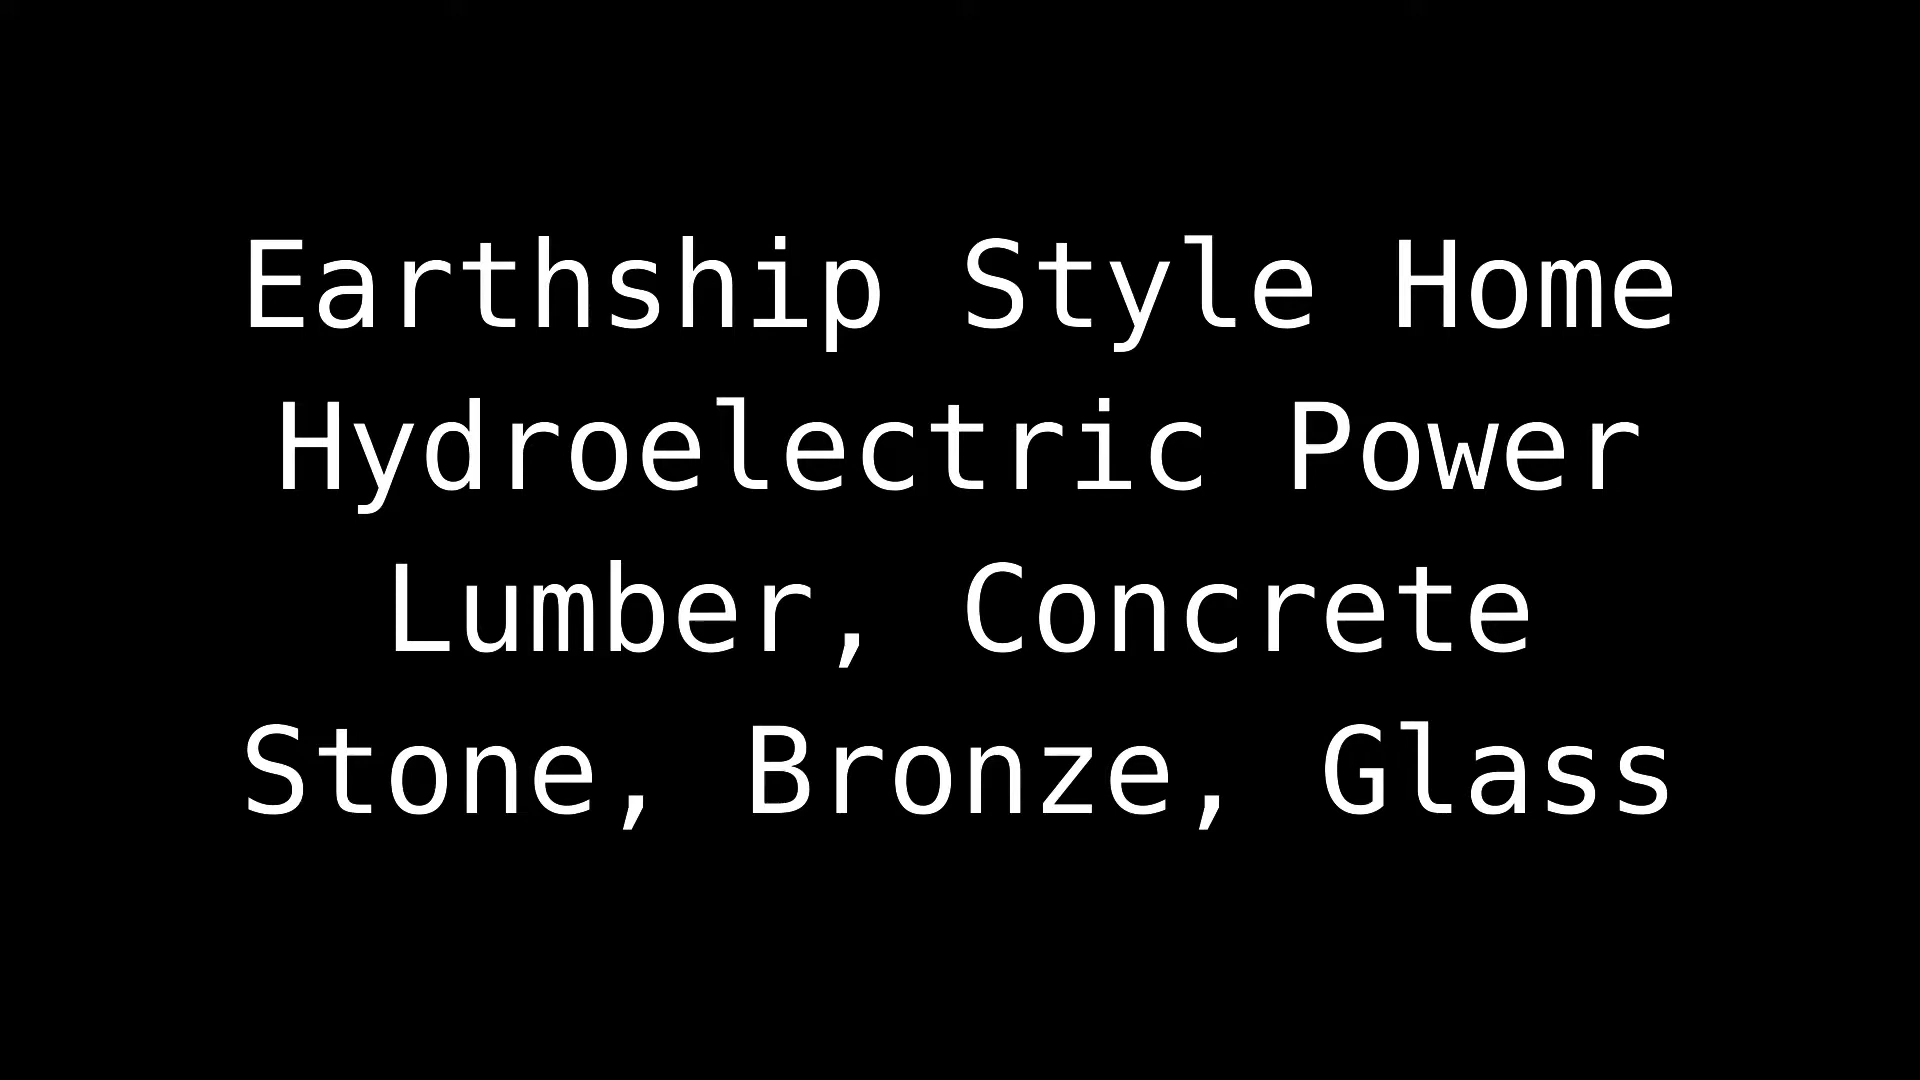 Earthship Style Home
Hydroelectric Power
Lumber, Concrete
Stone, Bronze, Glass